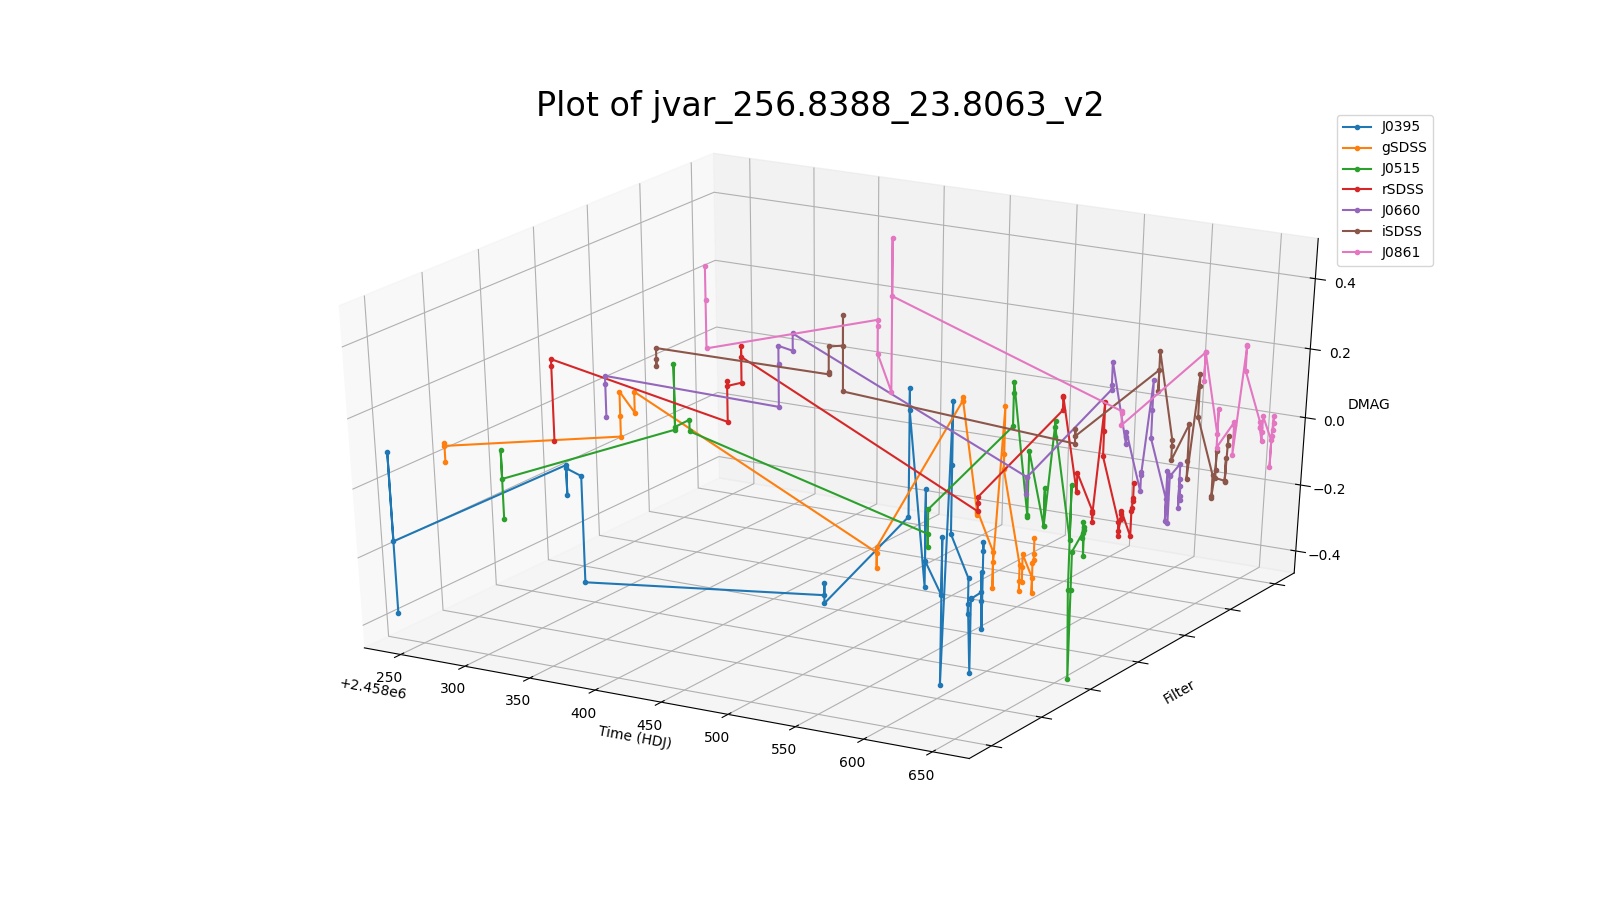 Plot of jvar_256.8388_23.8063_v2
J0395
gSDSS
J0515
rSDSS
J0660
iSDSS
J0861
0.4
0.2
DMAG
0.0
−0.2
−0.4
Filter
250
+2.458e6
300
350
400
450
500
550
600
650
Time (HDJ)